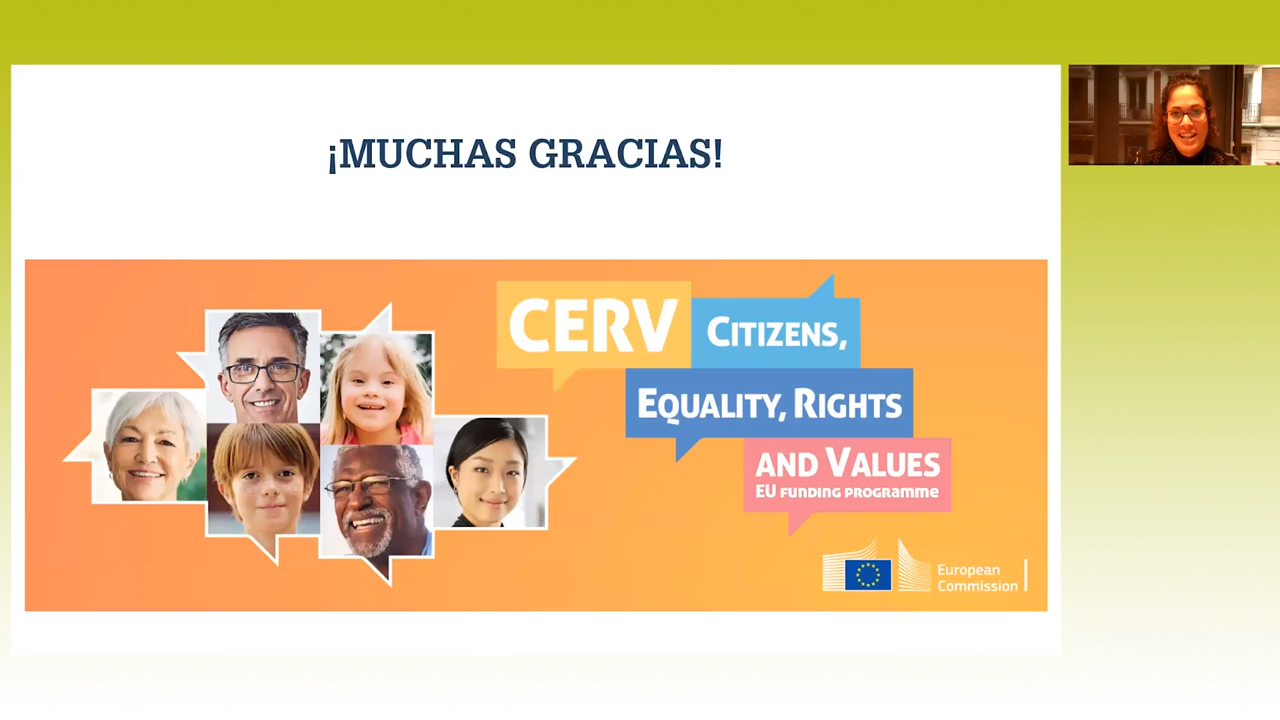 ¡MUCHAS GRACIAS!
CERV
CITIZENS,
EQUALITY, RIGHTS
AND VALUES
EU FUNDING PROGRAMME
European
Commission